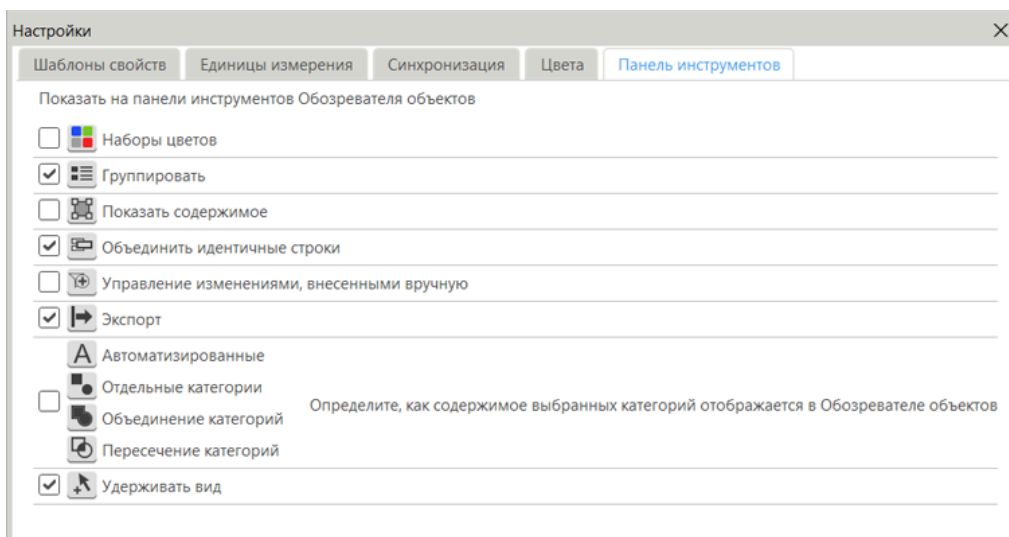 Настройки
Шаблоны свойств Единицы измерения Синхронизация Цвета Панель инструментов
Показать на панели инструментов Обозревателя объектов
Наборы цветов
Группировать
Показать содержимое
Объединить идентичные строки
Управление изменениями, внесенными вручную
Экспорт
Автоматизированные
Отдельные категории
Объединение категорий
Определите, как содержимое выбранных категорий отображается в Обозревателе объектов
Пересечение категорий
Удерживать вид